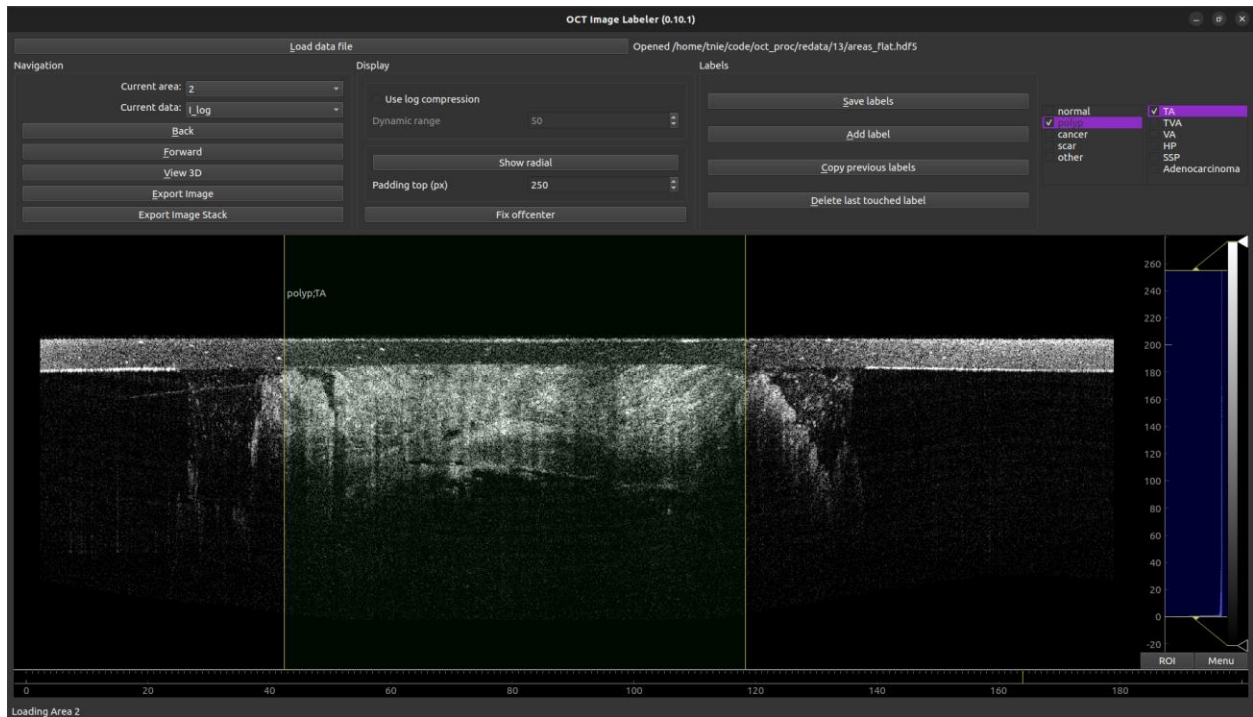 OCT Image Labeler (0.10.1)
Load data file
Opened /home/tnie/code/oct_proc/redata/13/areas_flat.hdf5
Navigation
Current area: 2
Current data: I_log
Back
Forward
View 3D
Export Image
Export Image Stack
Display
Use log compression
Dynamic range 50
Show radial
Padding top (px) 250
Fix offcenter
Labels
Save labels
Add label
Copy previous labels
Delete last touched label
normal
polyp
cancer
scar
other
TA
TVA
VA
HP
SSP
Adenocarcinoma
polyp;TA
260
240
220
200
180
160
140
120
100
80
60
40
20
0
-20
ROI Menu
0 20 40 60 80 100 120 140 160 180
Loading Area 2